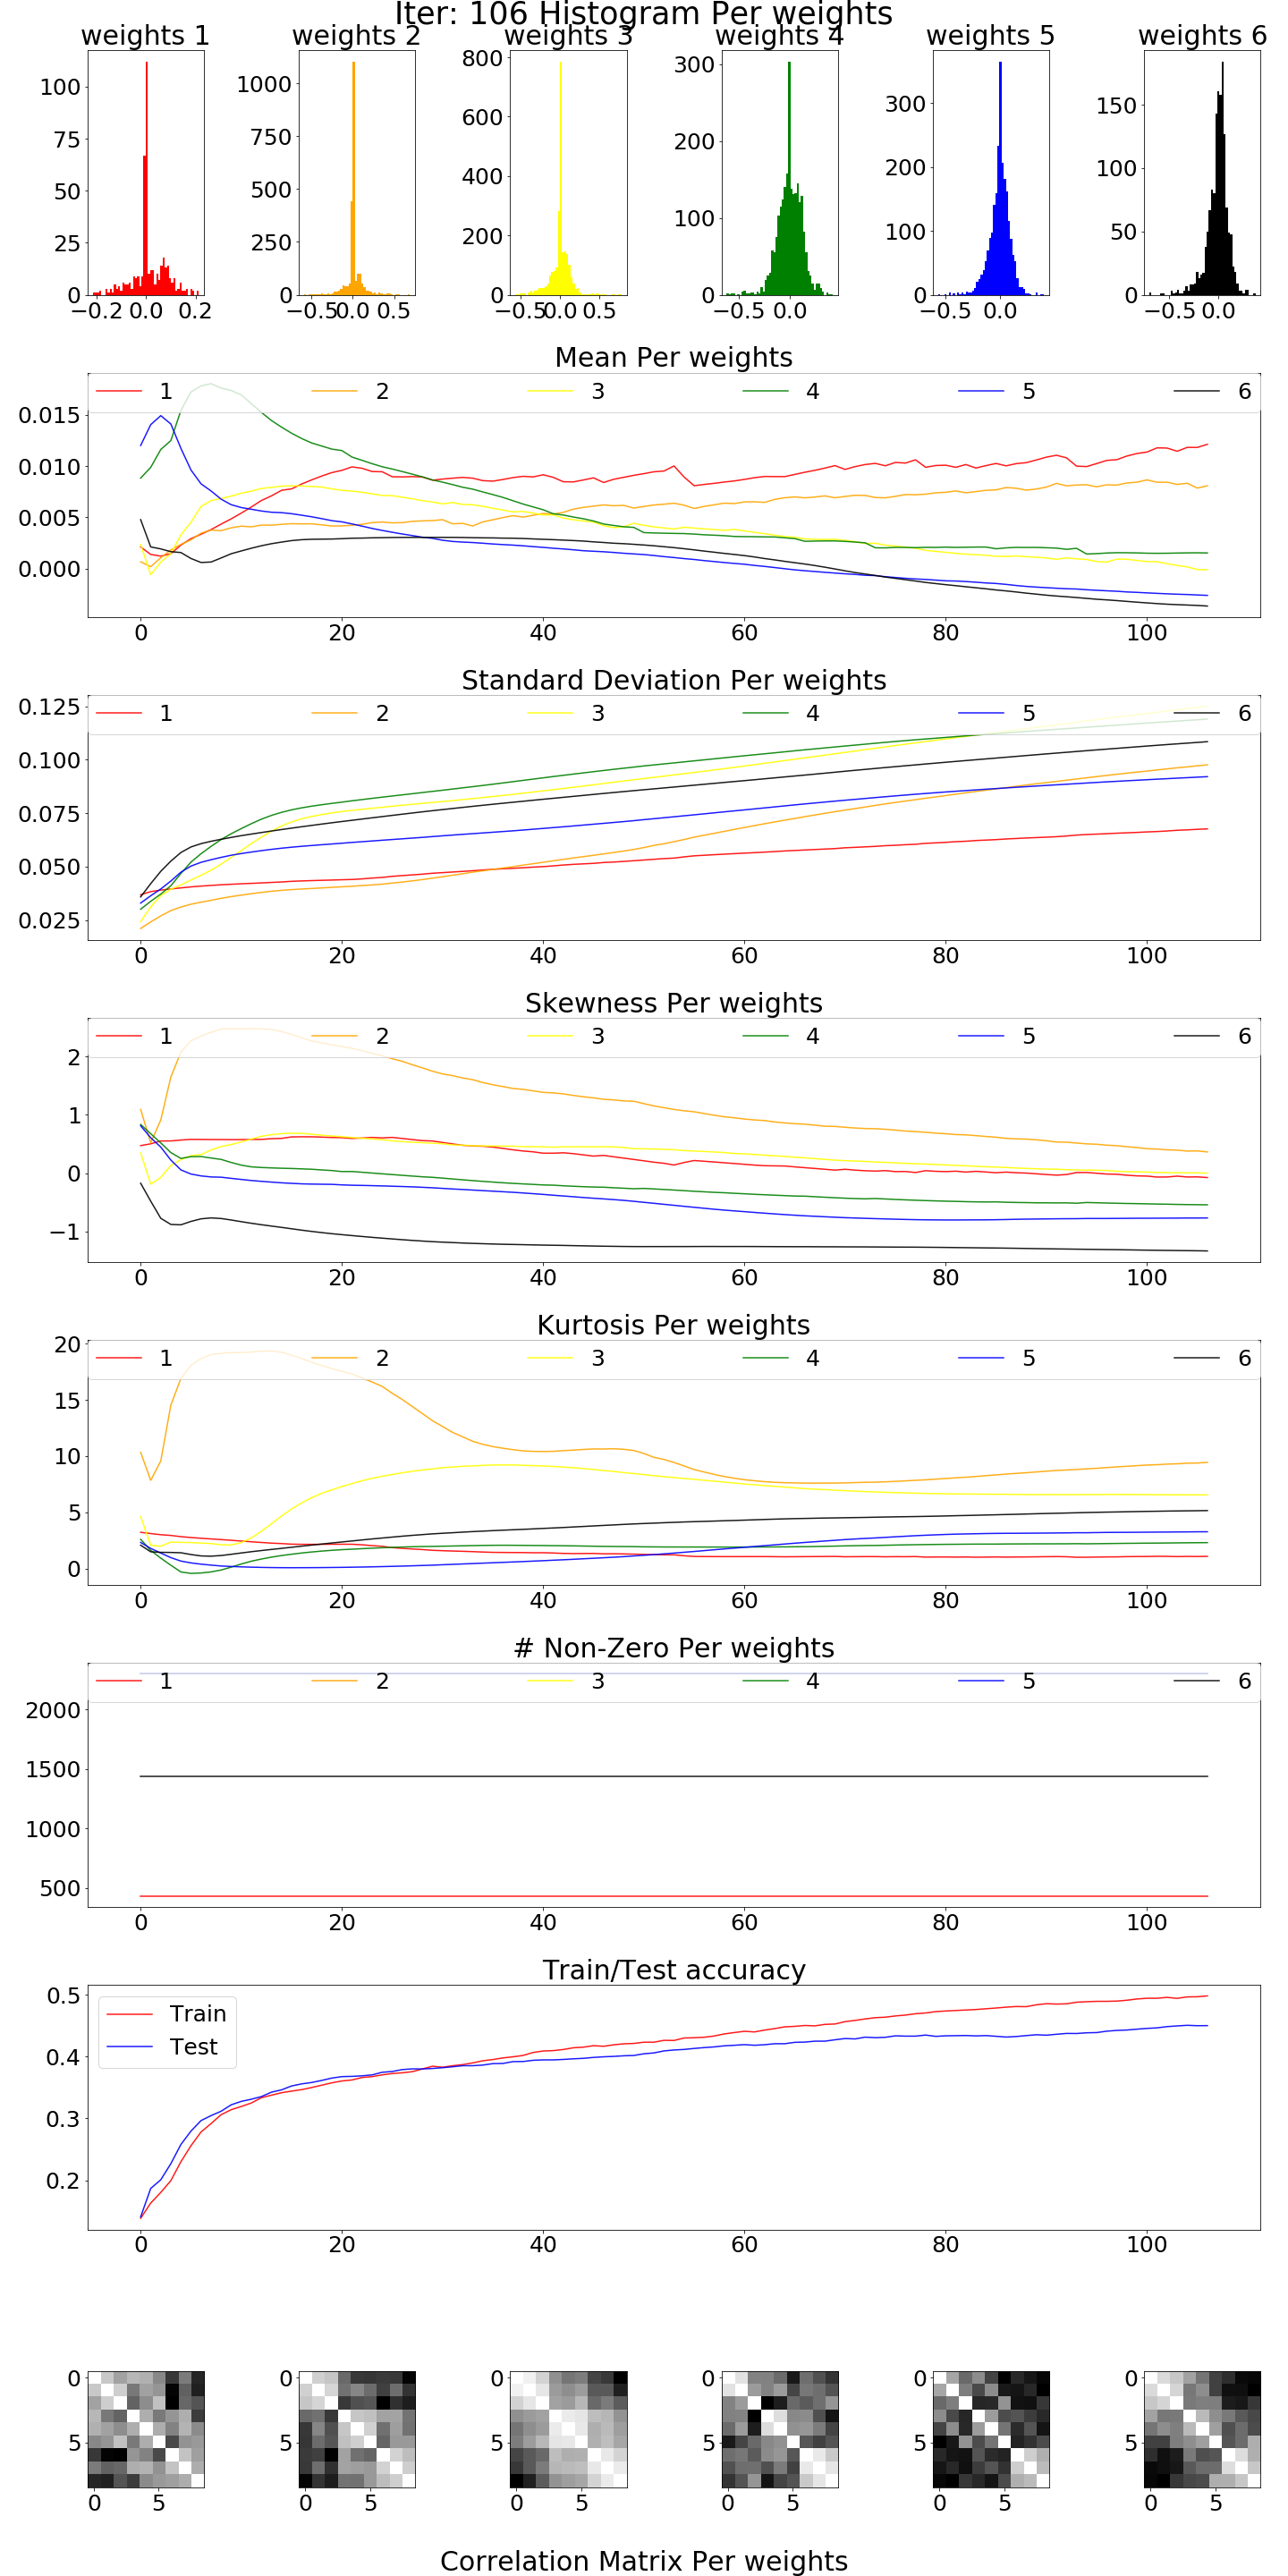 Iter: 106 Histogram Per weights
weights 1 weights 2 weights 3 weights 4 weights 5 weights 6
100 75 50 25 0
−0.2 0.0 0.2
1000 750 500 250 0
−0.5 0.0 0.5
800 600 400 200 0
−0.5 0.0 0.5
300 200 100 0
−0.5 0.0
300 200 100 0
−0.5 0.0
150 100 50 0
−0.5 0.0
Mean Per weights
1 2 3 4 5 6
0.015
0.010
0.005
0.000
0 20 40 60 80 100
Standard Deviation Per weights
1 2 3 4 5 6
0.125
0.100
0.075
0.050
0.025
0 20 40 60 80 100
Skewness Per weights
1 2 3 4 5 6
2
1
0
−1
0 20 40 60 80 100
Kurtosis Per weights
1 2 3 4 5 6
20
15
10
5
0
0 20 40 60 80 100
# Non-Zero Per weights
1 2 3 4 5 6
2000
1500
1000
500
0 20 40 60 80 100
Train/Test accuracy
Train
Test
0.5
0.4
0.3
0.2
0 20 40 60 80 100
0 0 0 0 0 0
5 5 5 5 5 5
0 5 0 5 0 5 0 5 0 5 0 5
Correlation Matrix Per weights